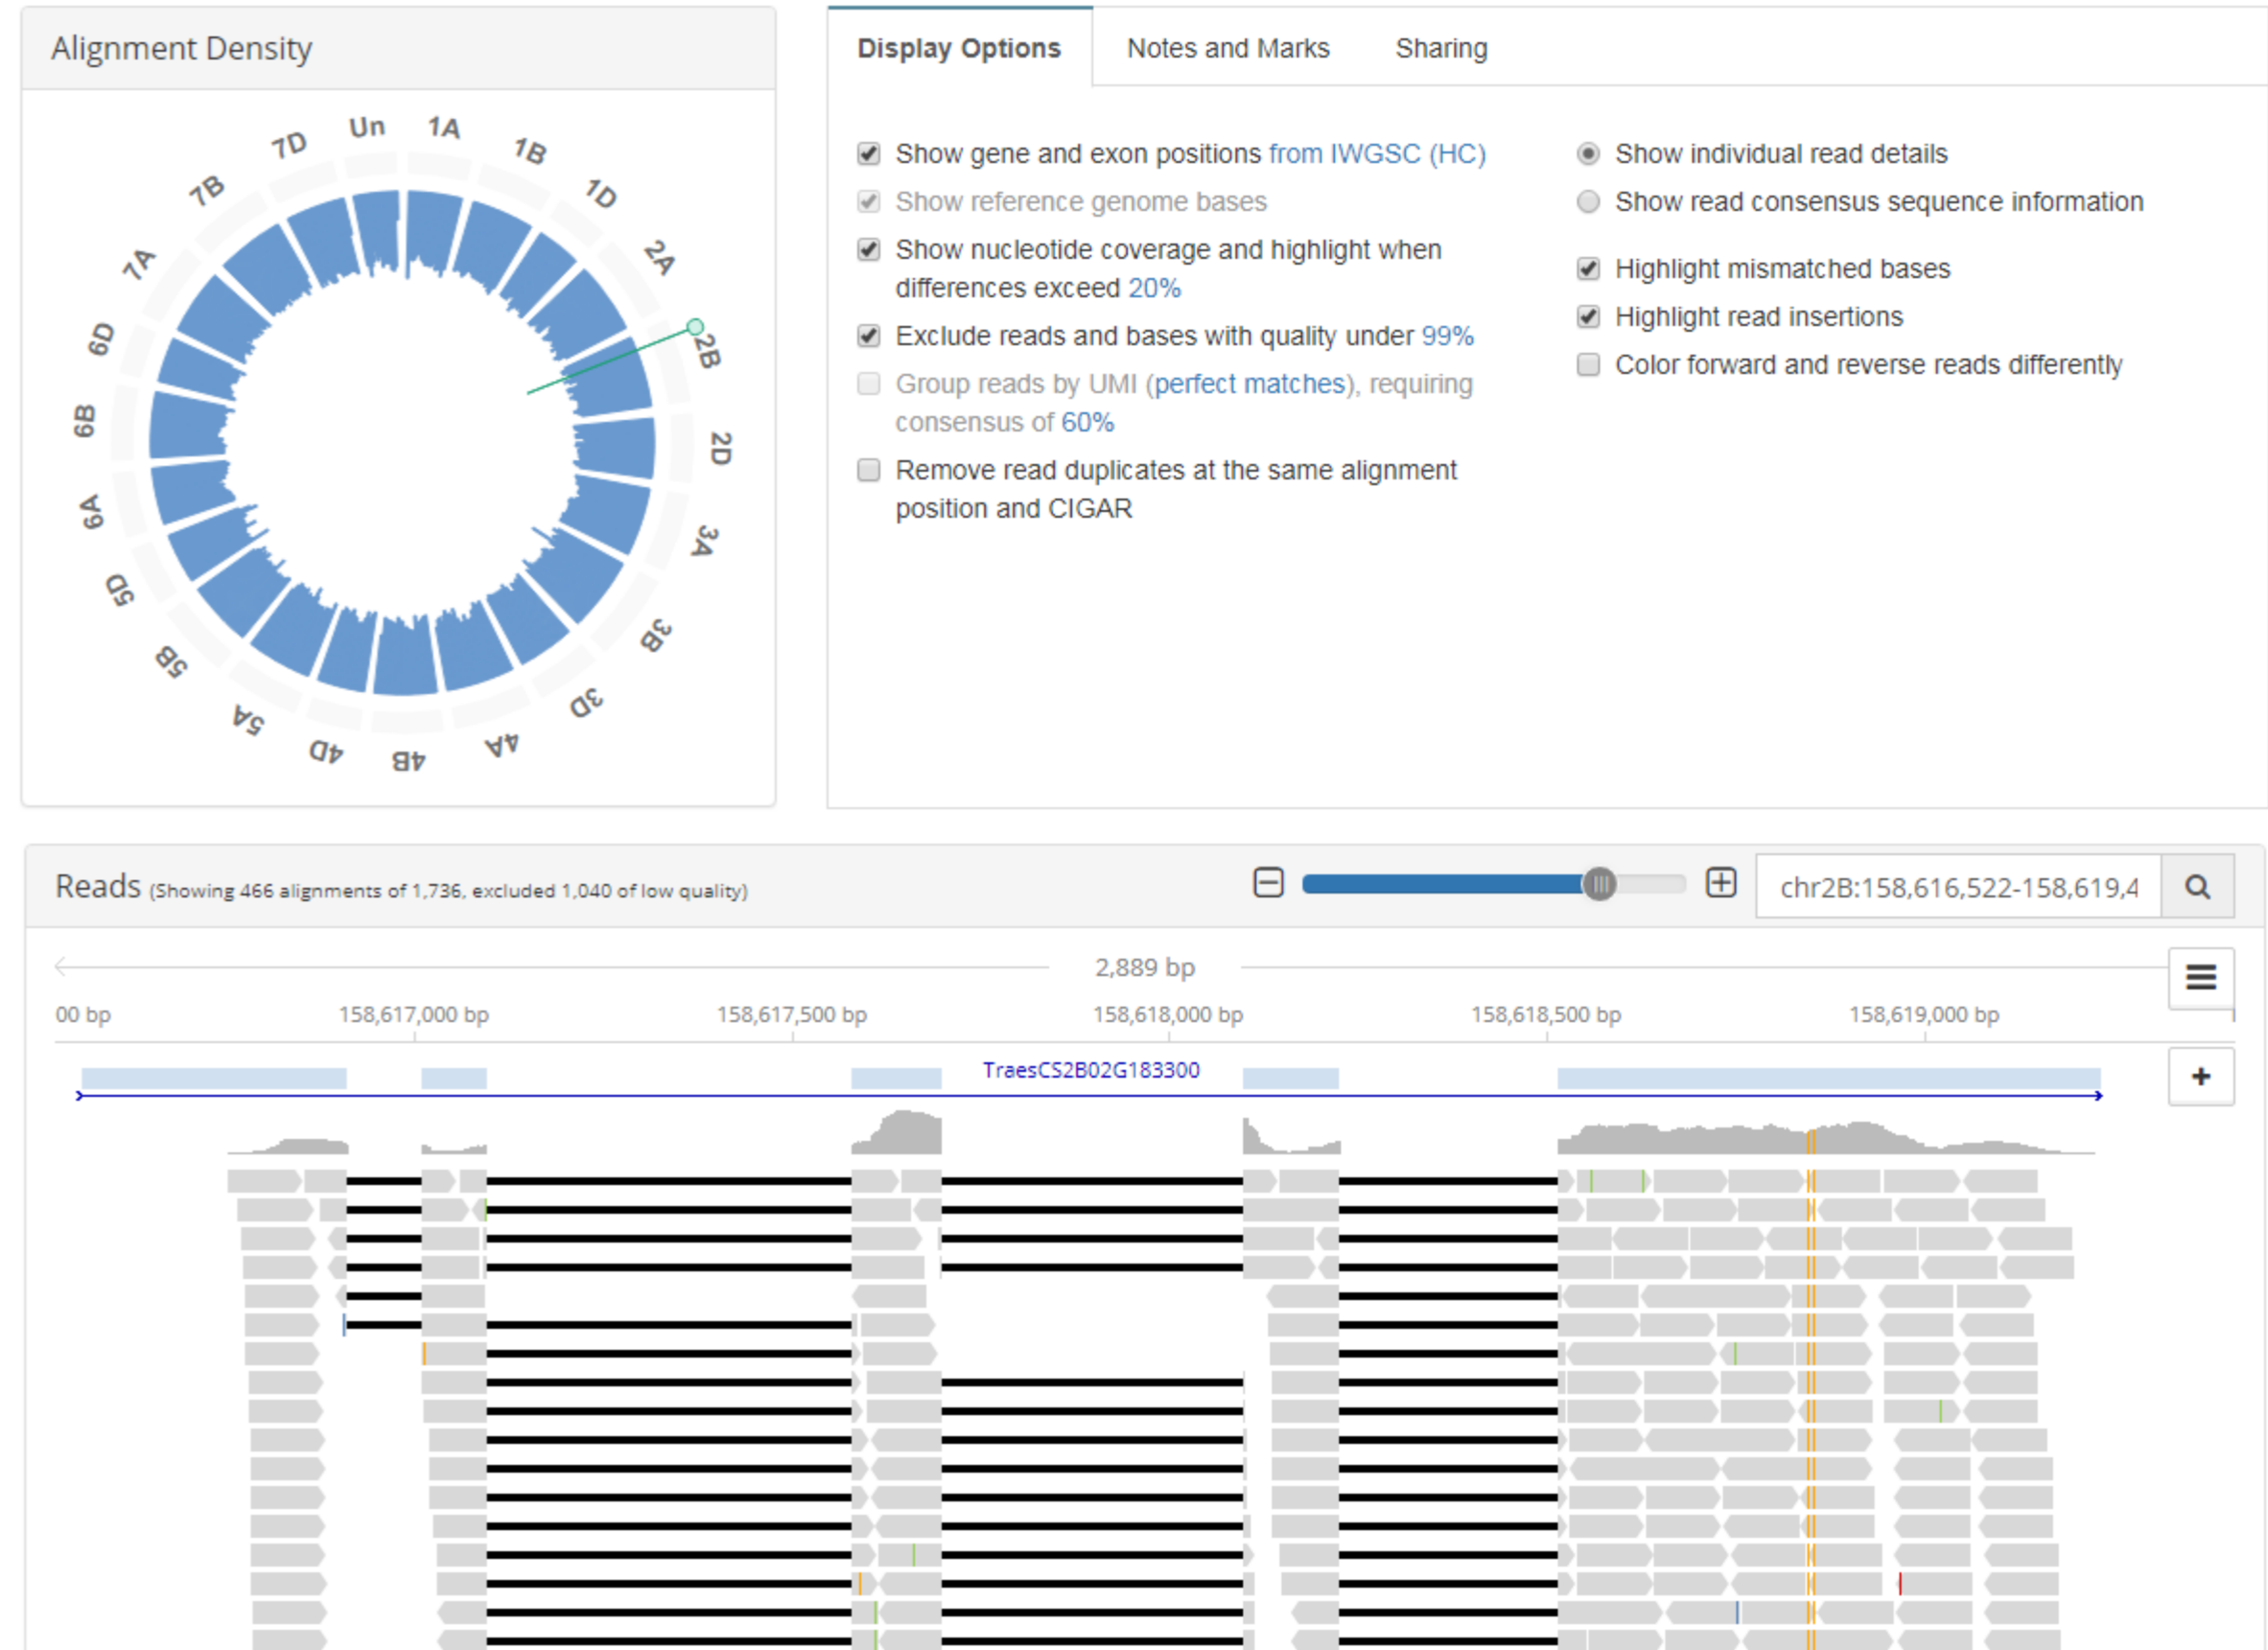 Alignment Density
Un
1A
1B
1D
2A
2B
2D
3A
3B
3D
4A
4B
4D
5A
5B
5D
6A
6B
6D
7A
7B
7D
Display Options
Notes and Marks
Sharing
Show gene and exon positions from IWGSC (HC)
Show reference genome bases
Show nucleotide coverage and highlight when
differences exceed 20%
Exclude reads and bases with quality under 99%
Group reads by UMI (perfect matches), requiring
consensus of 60%
Remove read duplicates at the same alignment
position and CIGAR
Show individual read details
Show read consensus sequence information
Highlight mismatched bases
Highlight read insertions
Color forward and reverse reads differently
Reads (Showing 466 alignments of 1,736, excluded 1,040 of low quality)
chr2B:158,616,522-158,619,4
2,889 bp
00 bp
158,617,000 bp
158,617,500 bp
158,618,000 bp
158,618,500 bp
158,619,000 bp
TraesCS2B02G183300